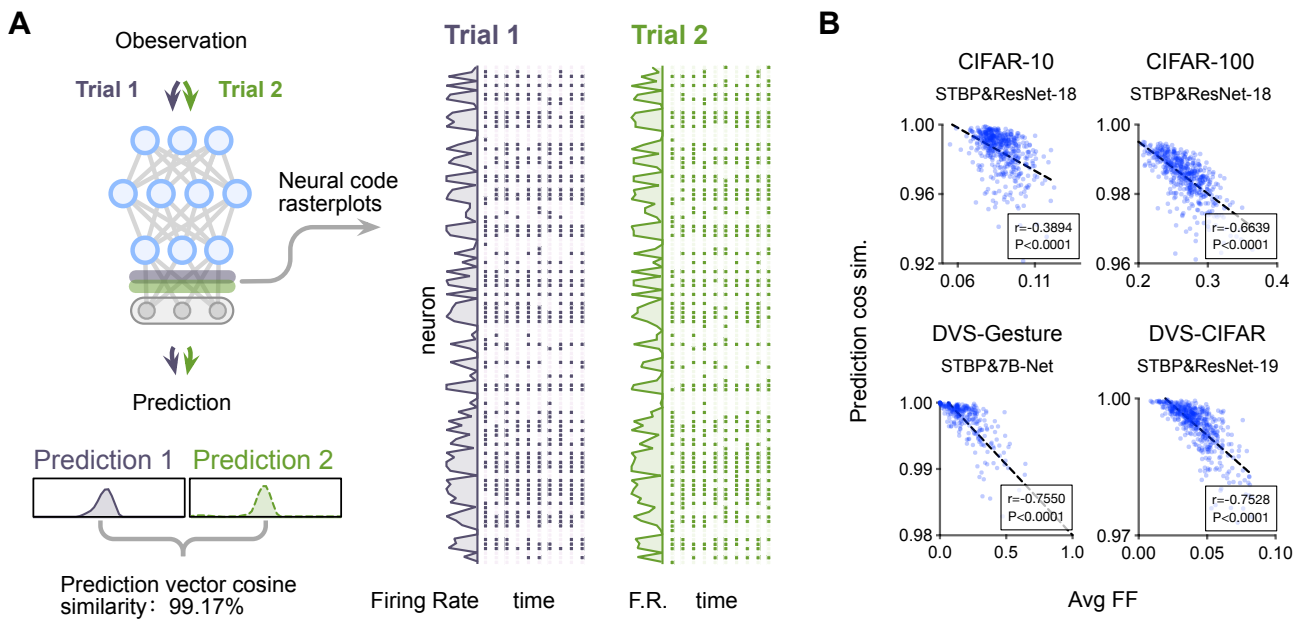 A
Obeservation
Trial 1
Trial 2
Neural code
rasterplots
Prediction
Prediction 1
Prediction 2
Prediction vector cosine
similarity: 99.17%
Trial 1
Trial 2
neuron
Firing Rate
time
F.R.
time
B
Prediction cos sim.
CIFAR-10
STBP&ResNet-18
1.00
0.96
0.92
r=-0.3894
P<0.0001
0.06
0.12
CIFAR-100
STBP&ResNet-18
1.00
0.98
0.96
r=-0.6639
P<0.0001
0.2
0.3
0.4
DVS-Gesture
STBP&7B-Net
1.00
0.99
0.98
r=-0.7550
P<0.0001
0.0
0.5
1.0
DVS-CIFAR
STBP&ResNet-19
1.00
0.97
r=-0.7528
P<0.0001
0.00
0.05
0.10
Avg FF